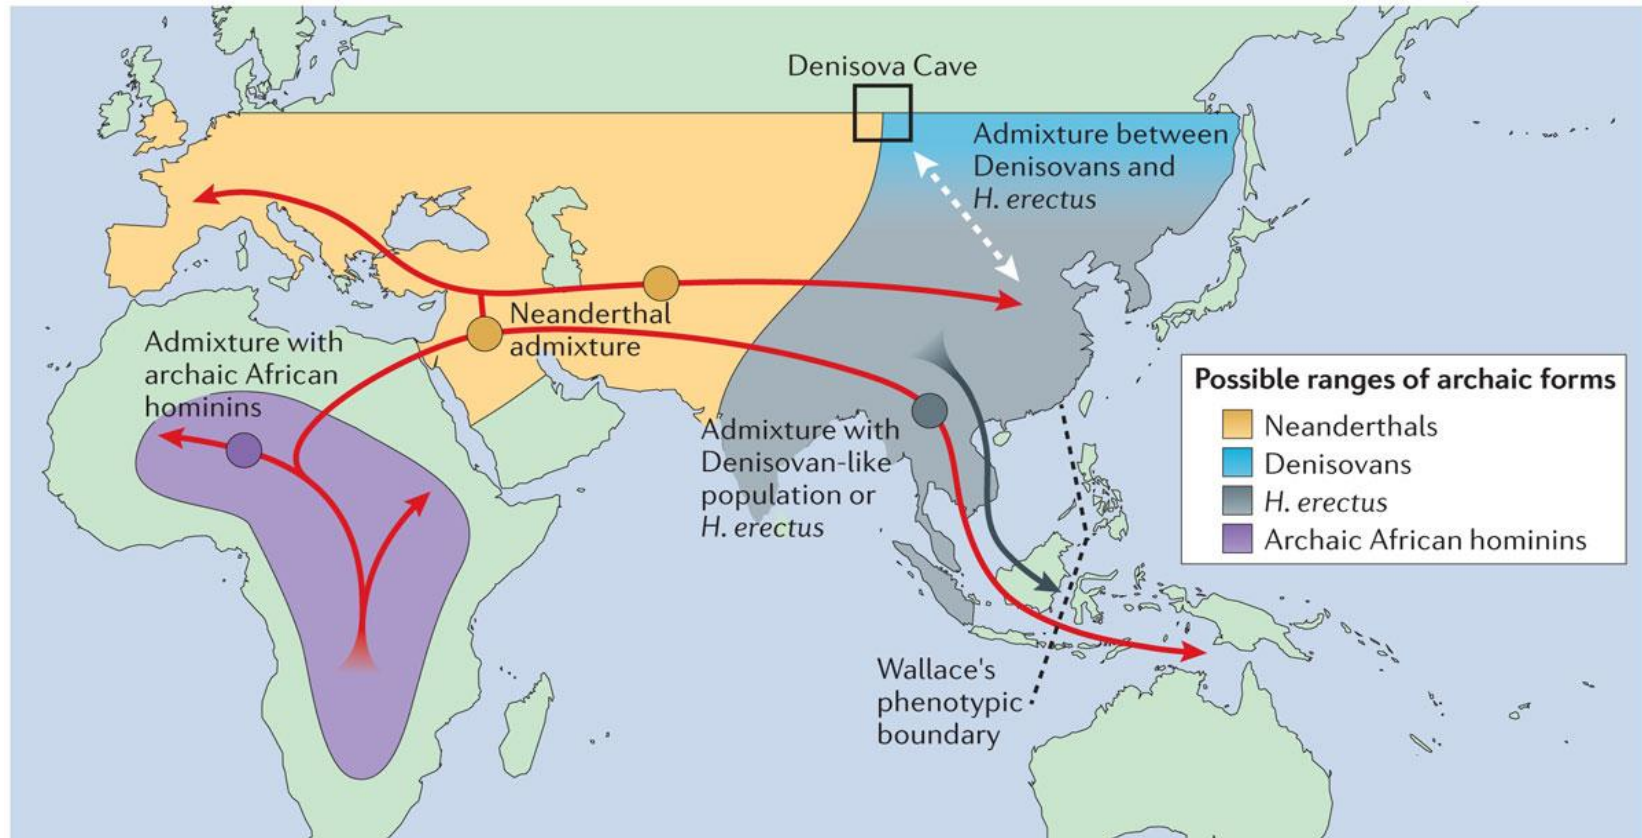 Denisova Cave
Admixture between
Denisovans and
H. erectus
Neanderthal
admixture
Admixture with
archaic African
hominins
Admixture with
Denisovan-like
population or
H. erectus
Possible ranges of archaic forms
Neanderthals
Denisovans
H. erectus
Archaic African hominins
Wallace's
phenotypic
boundary